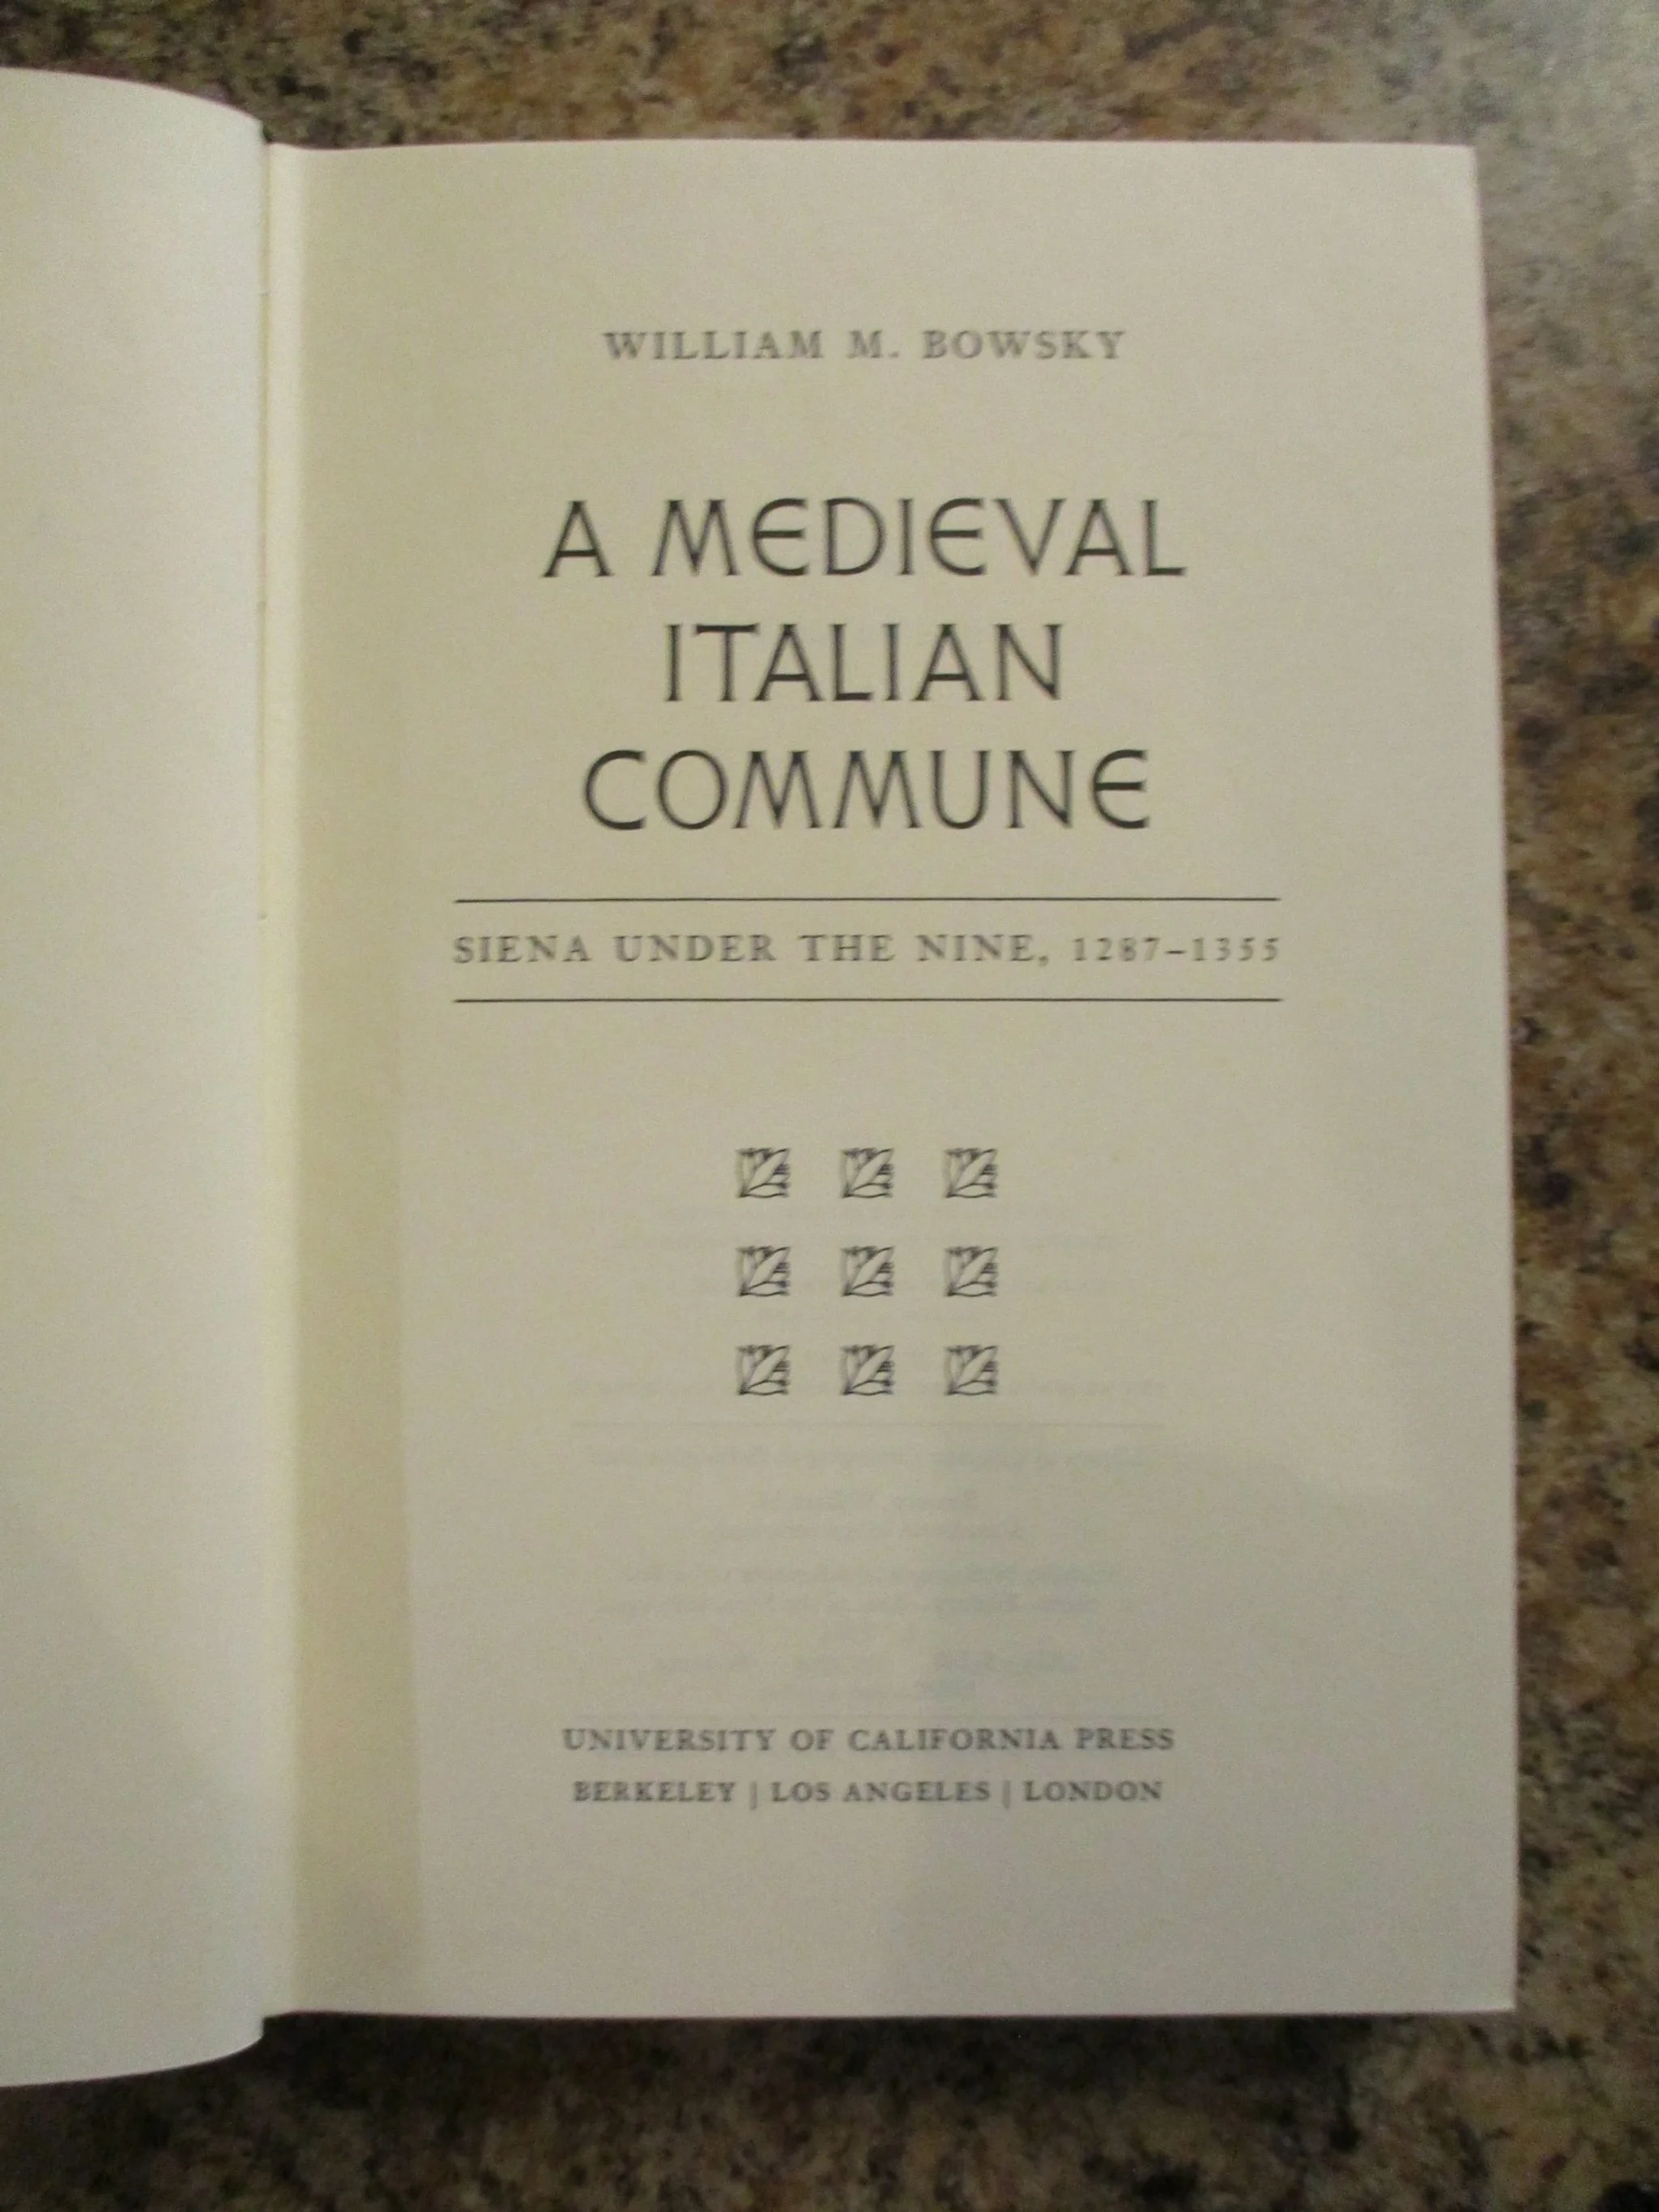 WILLIAM M. BOWSKY
A MEDIEVAL
ITALIAN
COMMUNE
SIENA UNDER THE NINE, 1287–1355
UNIVERSITY OF CALIFORNIA PRESS
BERKELEY | LOS ANGELES | LONDON